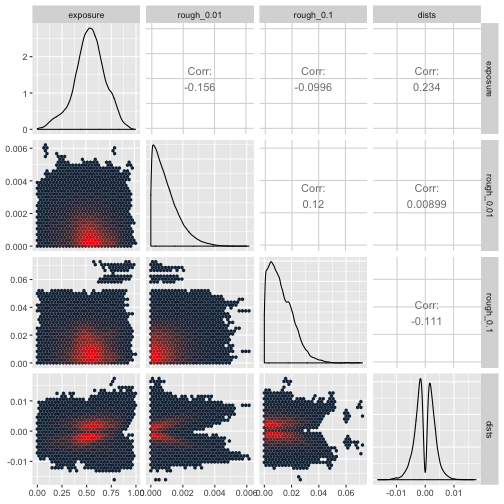 exposure rough_0.01 rough_0.1 dists
2
1
0
Corr:
-0.156
Corr:
-0.0996
Corr:
0.234
exposure
0.006
0.004
0.002
0.000
Corr:
0.12
Corr:
0.00899
rough_0.01
0.06
0.04
0.02
0.00
Corr:
-0.111
rough_0.1
0.01
0.00
-0.01
dists
0.00 0.25 0.50 0.75 1.00 0.000 0.002 0.004 0.006 0.00 0.02 0.04 0.06 -0.01 0.00 0.01